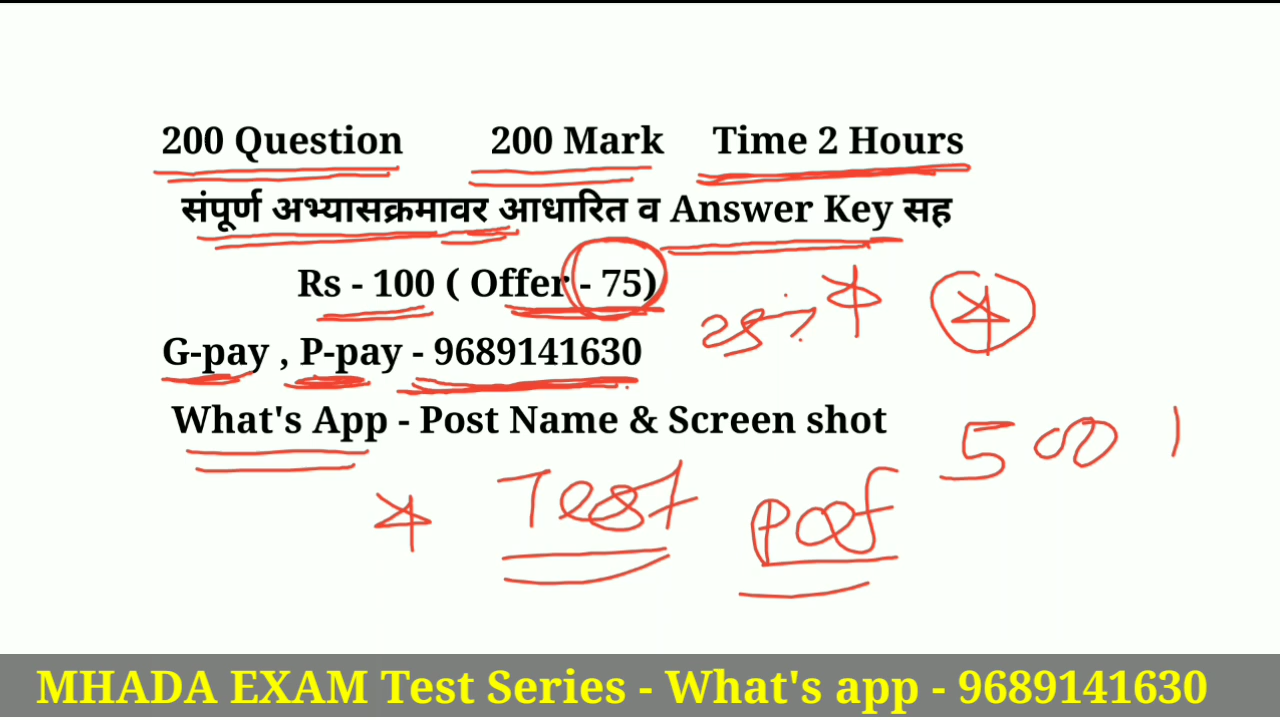 200 Question 200 Mark Time 2 Hours
संपूर्ण अभ्यासक्रमावर आधारित व Answer Key सह
Rs - 100 ( Offer - 75)
G-pay , P-pay - 9689141630
What's App - Post Name & Screen shot
500
Test
MHADA EXAM Test Series - What's app - 9689141630